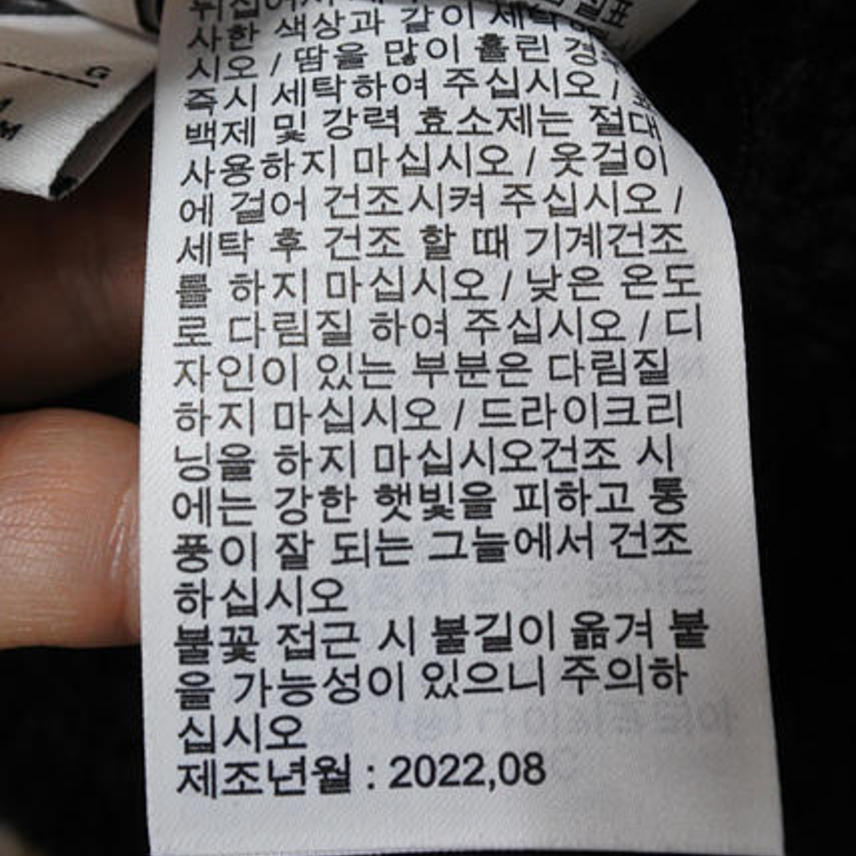 사한 색상과 같이 세탁
시오 / 땀을 많이 흘린 경우
즉시 세탁하여 주십시오 / 표
백제 및 강력 효소제는 절대
사용하지 마십시오 / 옷걸이
에 걸어 건조시켜 주십시오 /
세탁 후 건조 할 때 기계건조
를 하지 마십시오 / 낮은 온도
로 다림질 하여 주십시오 / 디
자인이 있는 부분은 다림질
하지 마십시오 / 드라이크리
닝을 하지 마십시오건조 시
에는 강한 햇빛을 피하고 통
풍이 잘 되는 그늘에서 건조
하십시오
불꽃 접근 시 불길이 옮겨 붙
을 가능성이 있으니 주의하
십시오
제조년월 : 2022,08
G
M